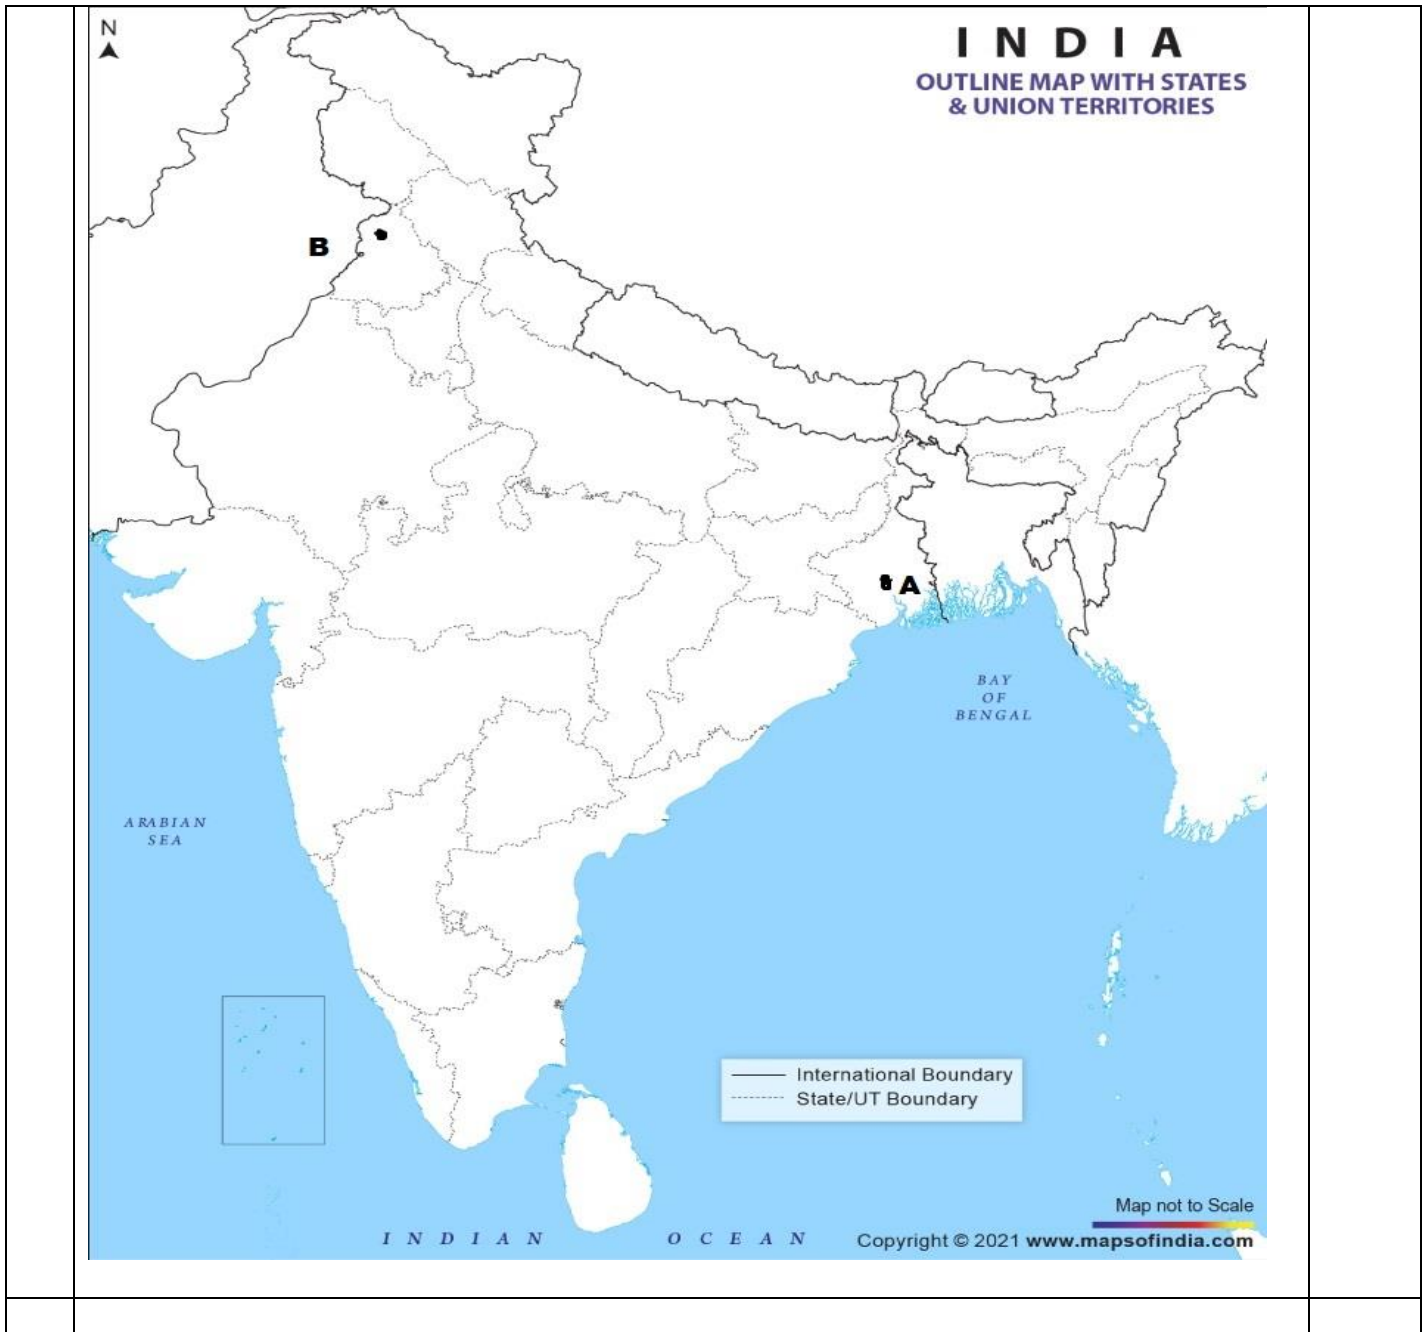 N
I N D I A
OUTLINE MAP WITH STATES
& UNION TERRITORIES
B
A
BAY
OF
BENGAL
ARABIAN
SEA
International Boundary
State/UT Boundary
Map not to Scale
I N D I A N O C E A N
Copyright © 2021 www.mapsofindia.com